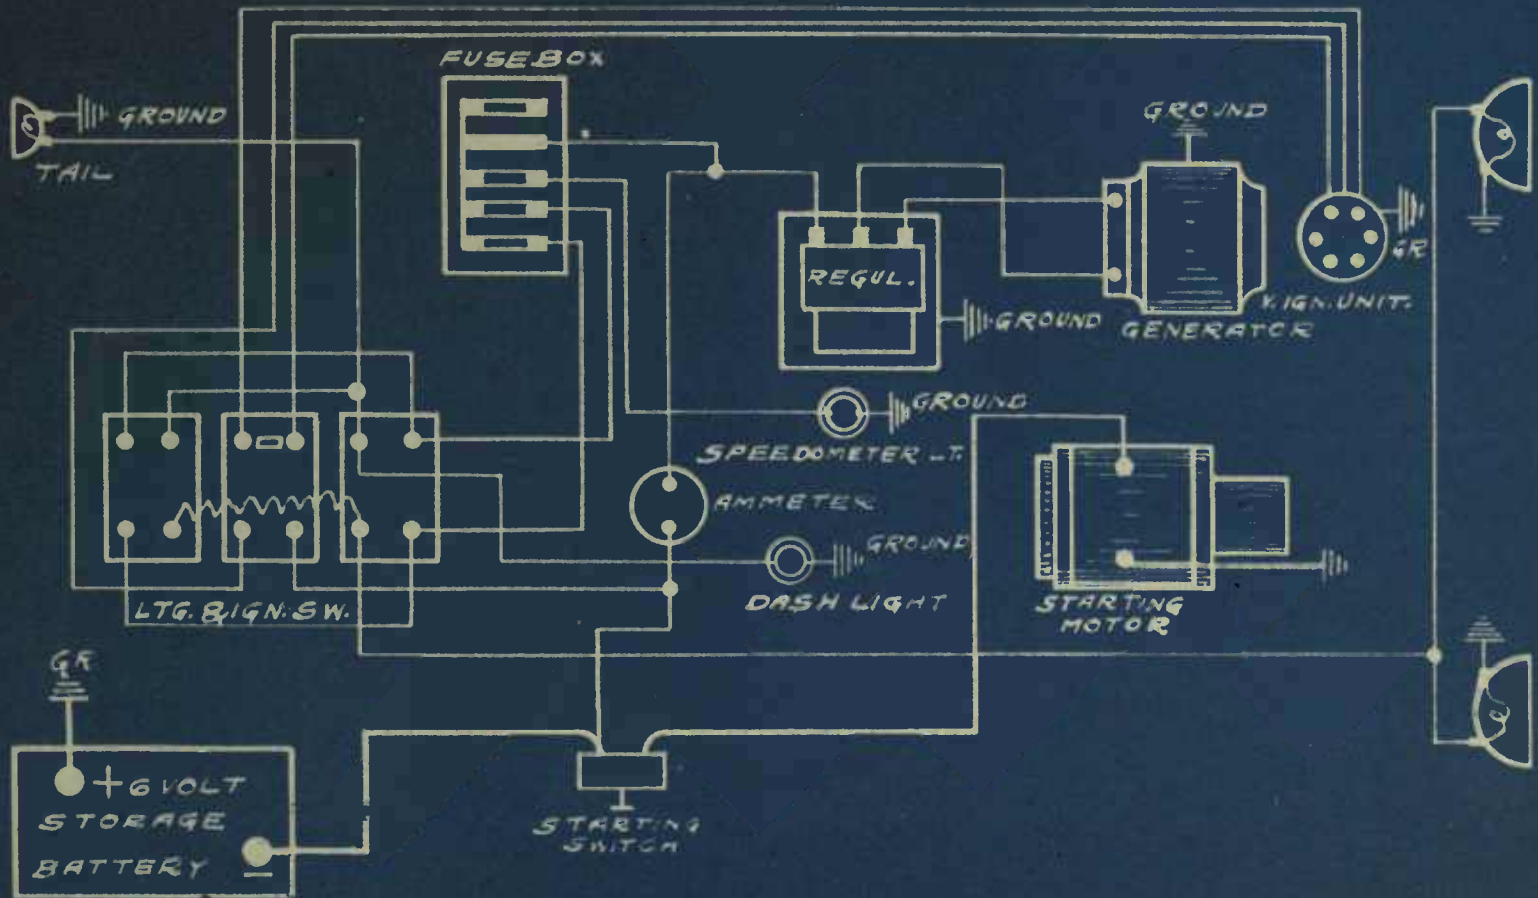 FUSE BOX
GROUND
TAIL
GROUND
GR
REGUL.
GROUND
GENERATOR
IGN. UNIT.
GROUND
SPEEDOMETER LT.
AMMETER
GROUND
DASH LIGHT
STARTING
MOTOR
LTG. & IGN. SW.
GR
+ 6 VOLT
STORAGE
BATTERY
−
STARTING
SWITCH